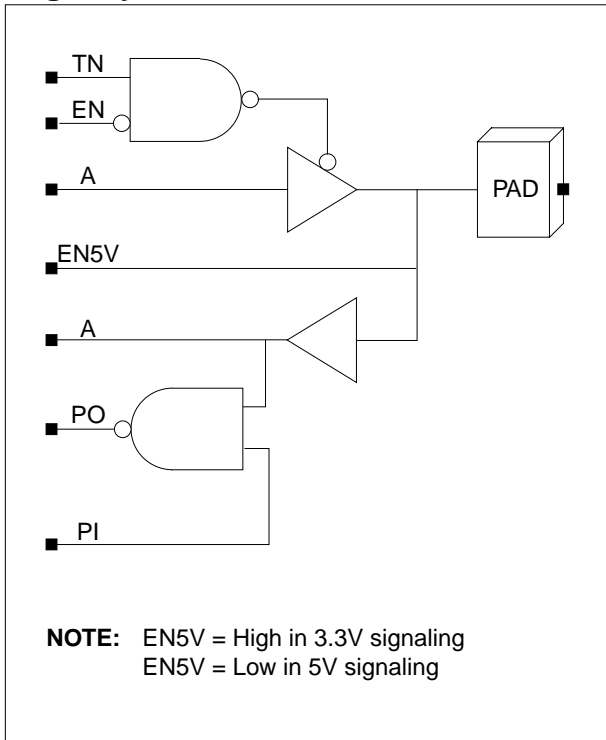 TN
EN
A
PAD
EN5V
A
PO
PI
NOTE: EN5V = High in 3.3V signaling
EN5V = Low in 5V signaling